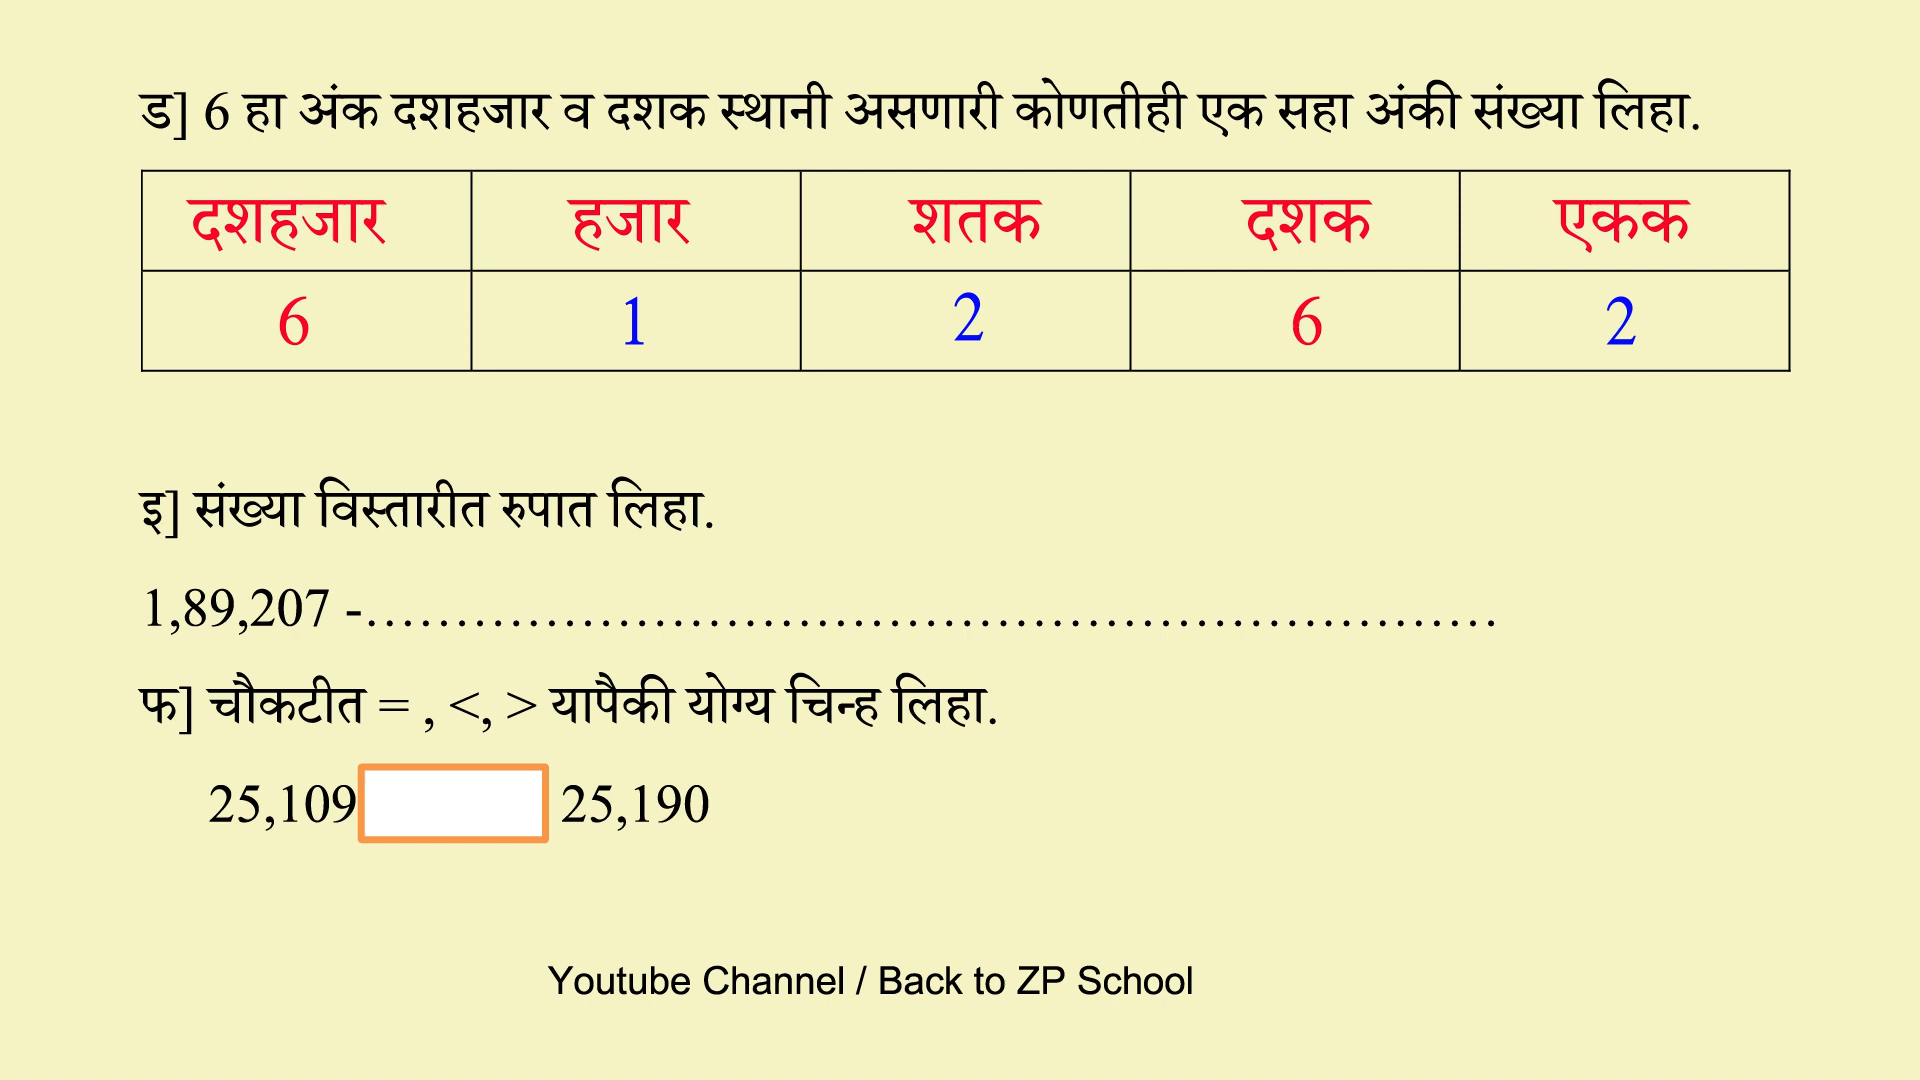 ड] 6 हा अंक दशहजार व दशक स्थानी असणारी कोणतीही एक सहा अंकी संख्या लिहा.
दशहजार हजार शतक दशक एकक
6 1 2 6 2
इ] संख्या विस्तारीत रुपात लिहा.
1,89,207 -……………………………………………………………
फ] चौकटीत = , <, > यापैकी योग्य चिन्ह लिहा.
25,109 25,190
Youtube Channel / Back to ZP School